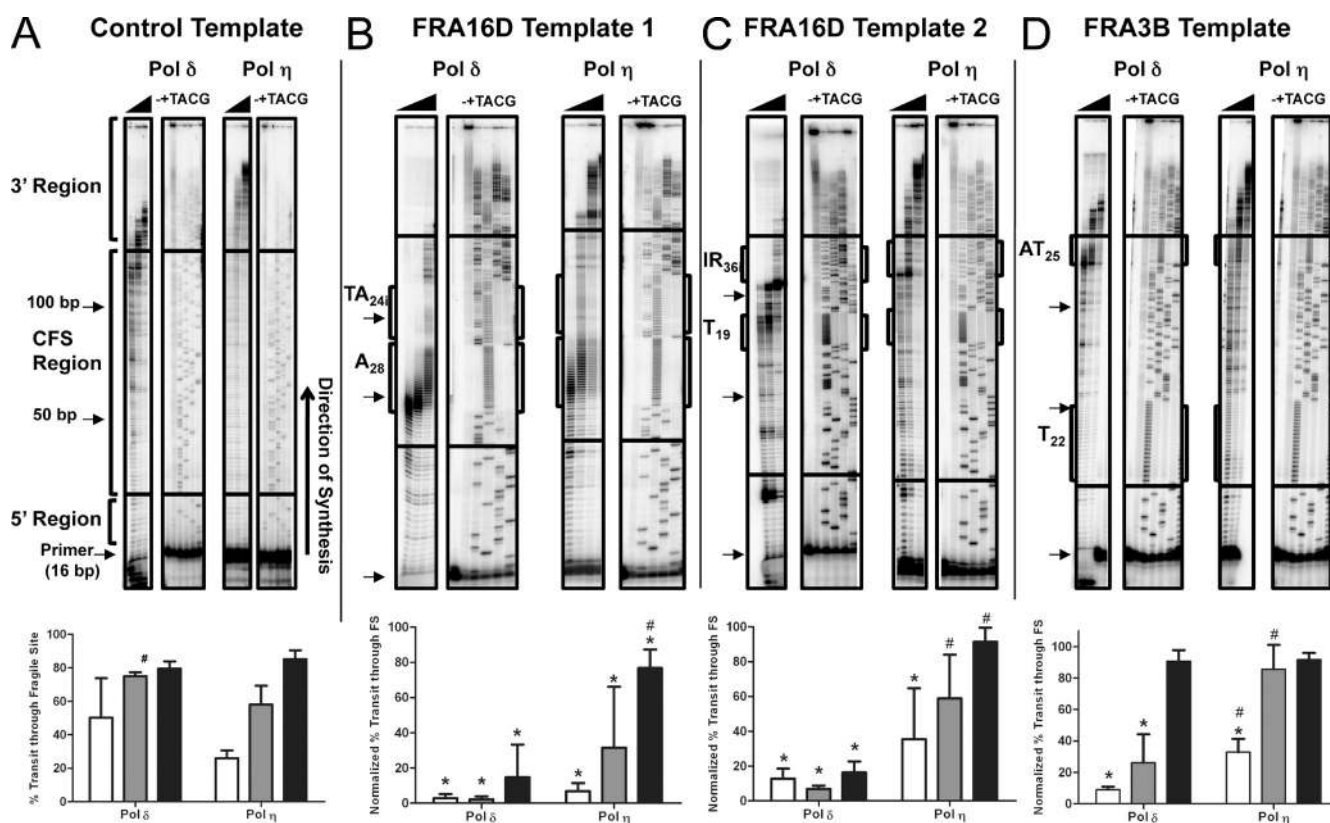 A Control Template
Pol δ Pol η
-+TACG -+TACG
3' Region
100 bp
CFS Region
50 bp
5' Region
Primer (16 bp)
Direction of Synthesis
B FRA16D Template 1
Pol δ Pol η
-+TACG -+TACG
TA24i
A28
C FRA16D Template 2
Pol δ Pol η
-+TACG -+TACG
IR36
T19
D FRA3B Template
Pol δ Pol η
-+TACG -+TACG
AT25
T22
% Transit through Fragile Site
100
80
60
40
20
0
#
Pol δ Pol η
Normalized % Transit through FS
100
80
60
40
20
0
* * * * * # *
Pol δ Pol η
Normalized % Transit through FS
100
80
60
40
20
0
* * * * # #
Pol δ Pol η
Normalized % Transit through FS
100
80
60
40
20
0
* * # * #
Pol δ Pol η